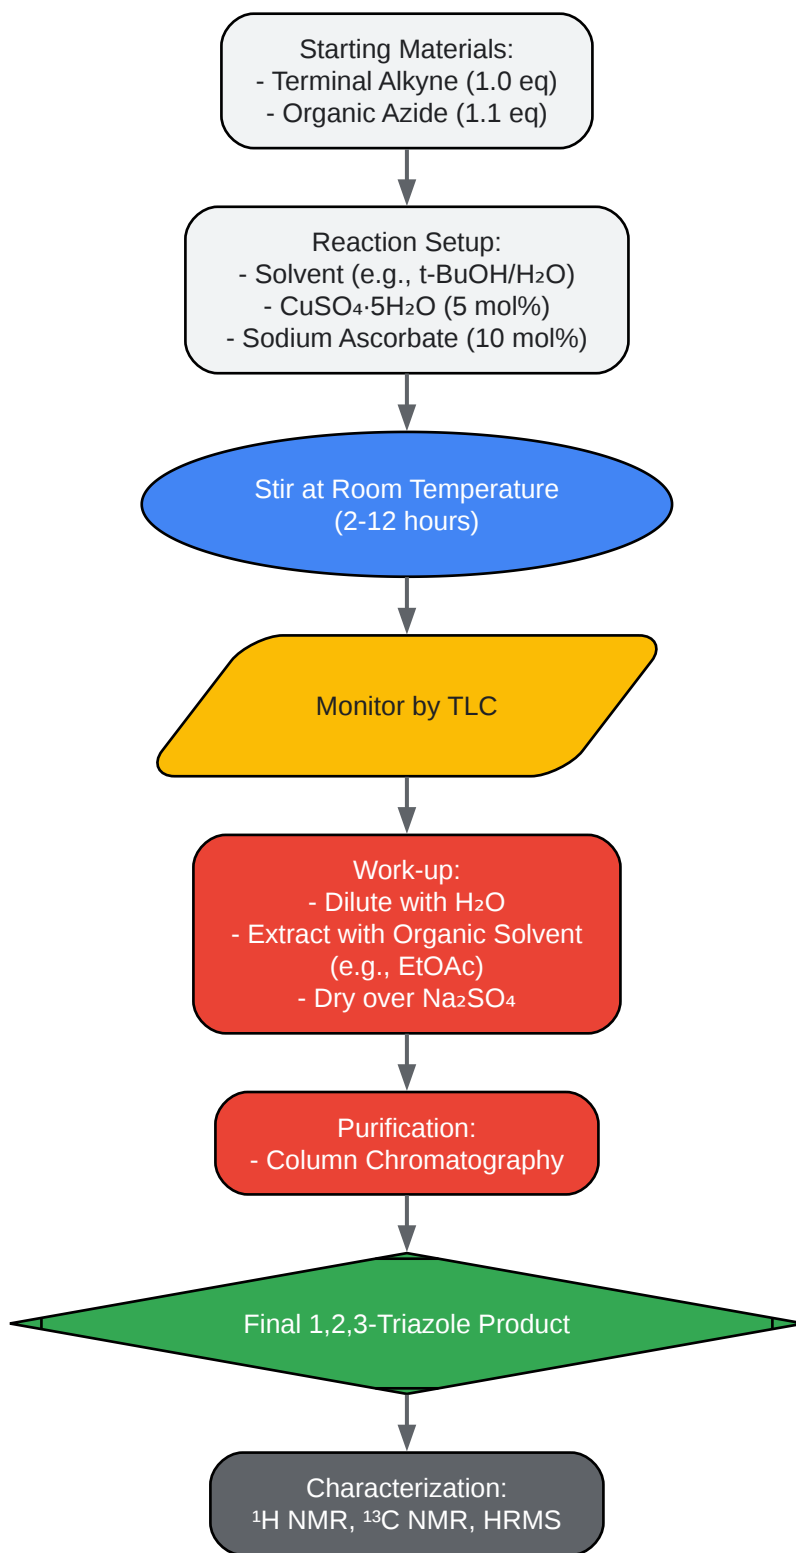 Starting Materials:
- Terminal Alkyne (1.0 eq)
- Organic Azide (1.1 eq)
Reaction Setup:
- Solvent (e.g., t-BuOH/H₂O)
- CuSO₄·5H₂O (5 mol%)
- Sodium Ascorbate (10 mol%)
Stir at Room Temperature
(2-12 hours)
Monitor by TLC
Work-up:
- Dilute with H₂O
- Extract with Organic Solvent
(e.g., EtOAc)
- Dry over Na₂SO₄
Purification:
- Column Chromatography
Final 1,2,3-Triazole Product
Characterization:
¹H NMR, ¹³C NMR, HRMS